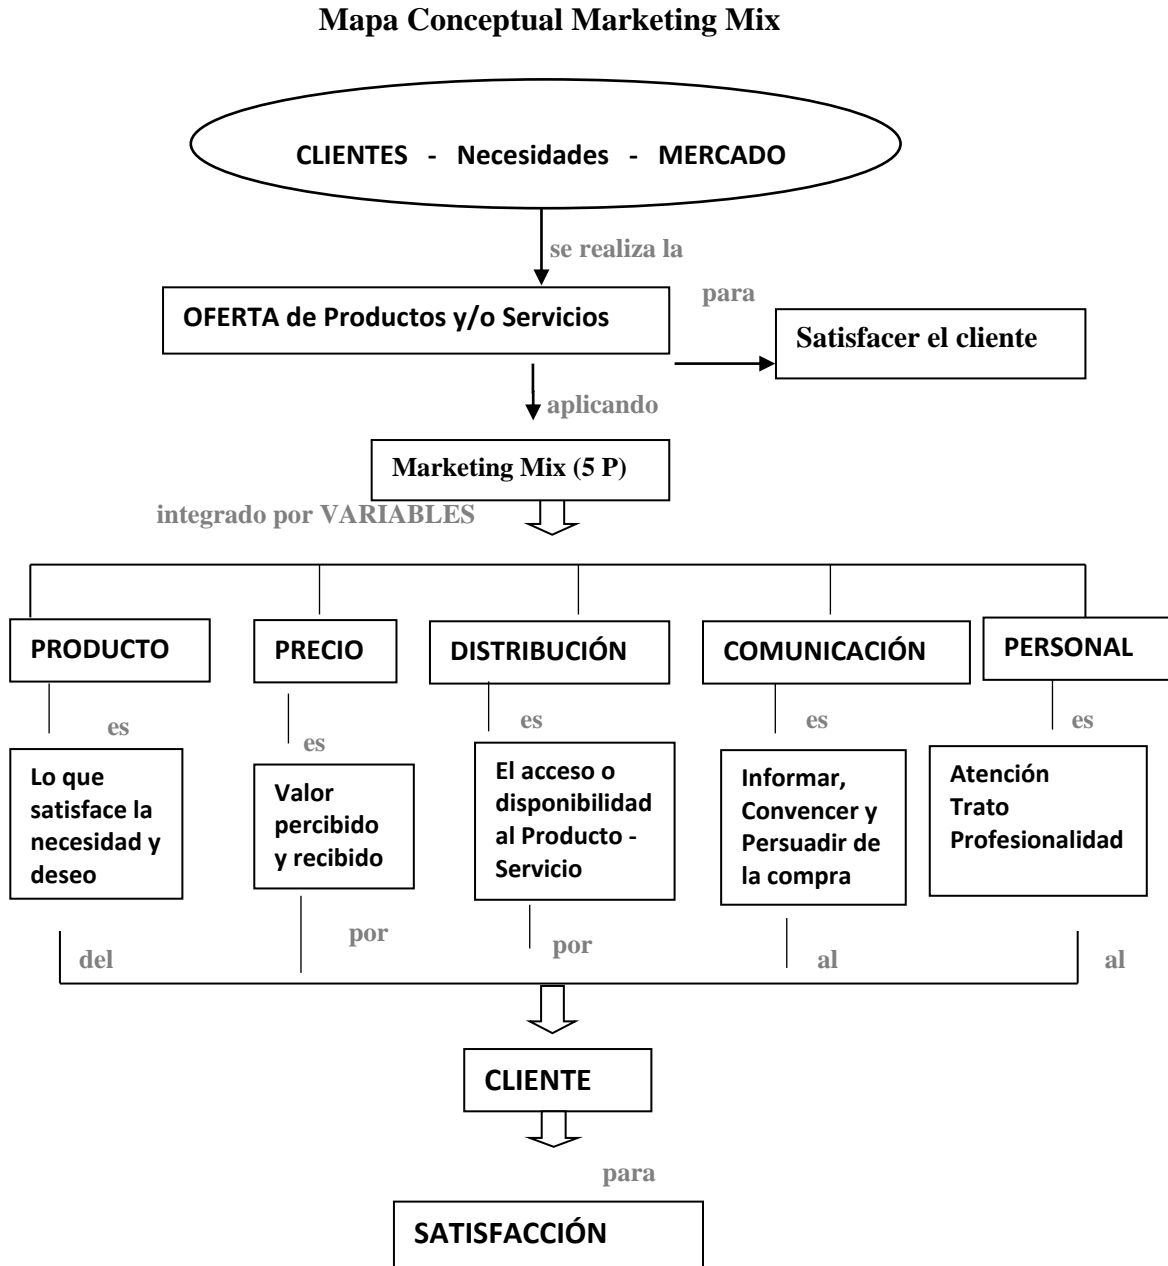 Mapa Conceptual Marketing Mix
CLIENTES - Necesidades - MERCADO
se realiza la
para
OFERTA de Productos y/o Servicios
Satisfacer el cliente
aplicando
Marketing Mix (5 P)
integrado por VARIABLES
PRODUCTO
PRECIO
DISTRIBUCIÓN
COMUNICACIÓN
PERSONAL
es
es
es
es
es
Lo que
satisface la
necesidad y
deseo
Valor
percibido
y recibido
El acceso o
disponibilidad
al Producto -
Servicio
Informar,
Convencer y
Persuadir de
la compra
Atención
Trato
Profesionalidad
del
por
por
al
al
CLIENTE
para
SATISFACCIÓN